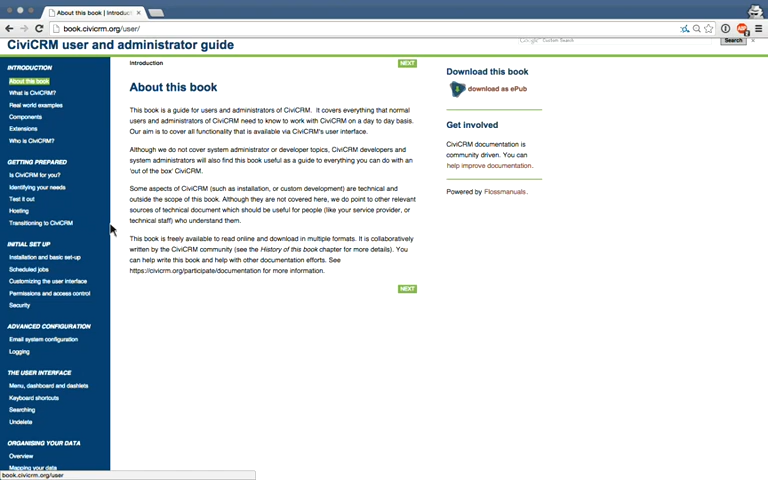 About this book | Introduc
book.civicrm.org/user/
CiviCRM user and administrator guide
Custom Search
Search
INTRODUCTION
About this book
What is CiviCRM?
Real world examples
Components
Extensions
Who is CiviCRM?
GETTING PREPARED
Is CiviCRM for you?
Identifying your needs
Test it out
Hosting
Transitioning to CiviCRM
INITIAL SET UP
Installation and basic set-up
Scheduled jobs
Customizing the user interface
Permissions and access control
Security
ADVANCED CONFIGURATION
Email system configuration
Logging
THE USER INTERFACE
Menu, dashboard and dashlets
Keyboard shortcuts
Searching
Undelete
ORGANISING YOUR DATA
Overview
Mapping your data
book.civicrm.org/user
Introduction
NEXT
About this book
This book is a guide for users and administrators of CiviCRM. It covers everything that normal
users and administrators of CiviCRM need to know to work with CiviCRM on a day to day basis.
Our aim is to cover all functionality that is available via CiviCRM's user interface.
Although we do not cover system administrator or developer topics, CiviCRM developers and
system administrators will also find this book useful as a guide to everything you can do with an
'out of the box' CiviCRM.
Some aspects of CiviCRM (such as installation, or custom development) are technical and
outside the scope of this book. Although they are not covered here, we do point to other relevant
sources of technical document which should be useful for people (like your service provider, or
technical staff) who understand them.
This book is freely available to read online and download in multiple formats. It is collaboratively
written by the CiviCRM community (see the History of this book chapter for more details). You
can help write this book and help with other documentation efforts. See
https://civicrm.org/participate/documentation for more information.
NEXT
Download this book
download as ePub
Get involved
CiviCRM documentation is
community driven. You can
help improve documentation.
Powered by Flossmanuals.